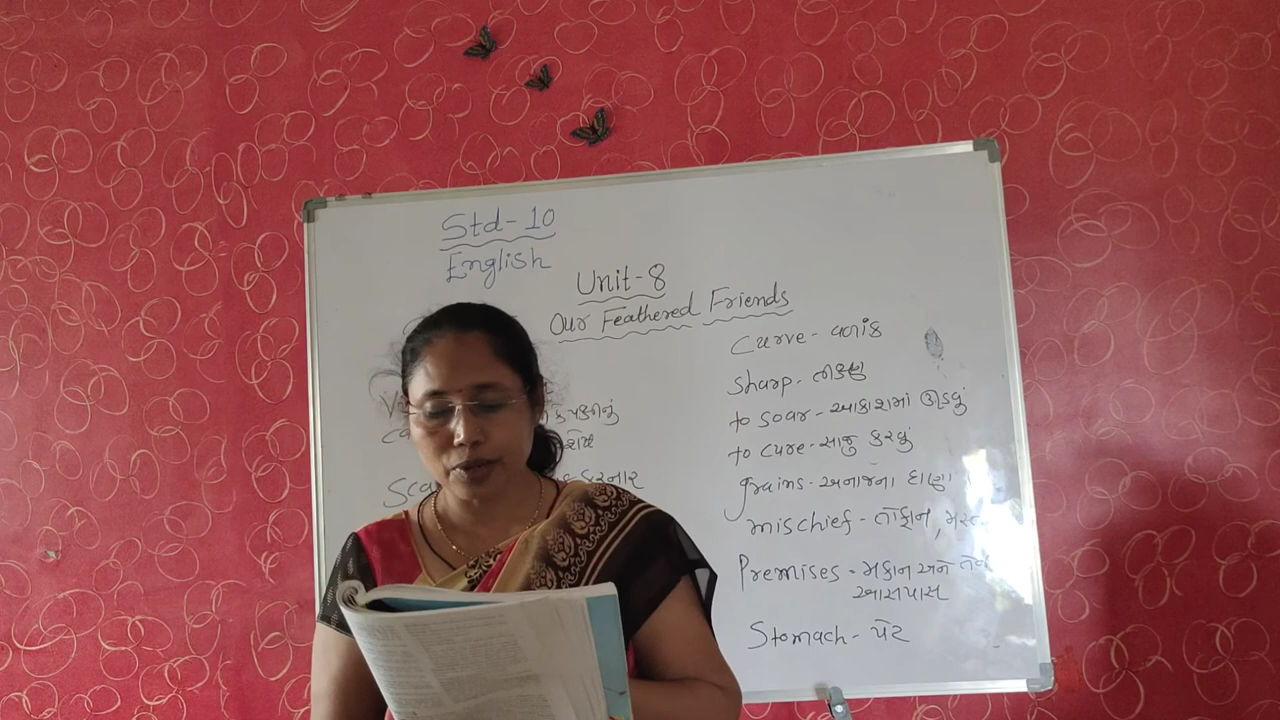 Std-10
English
Unit-8
Our Feathered Friends
Curve - વળાંક
Sharp - તીક્ષ્ણ
to soar - આકાશમાં ઊડવું
to cure - સાજુ કરવું
grains - અનાજના દાણા
mischief - તોફાન,
Premises - મકાન અને
આસપાસ
Stomach - પેટ